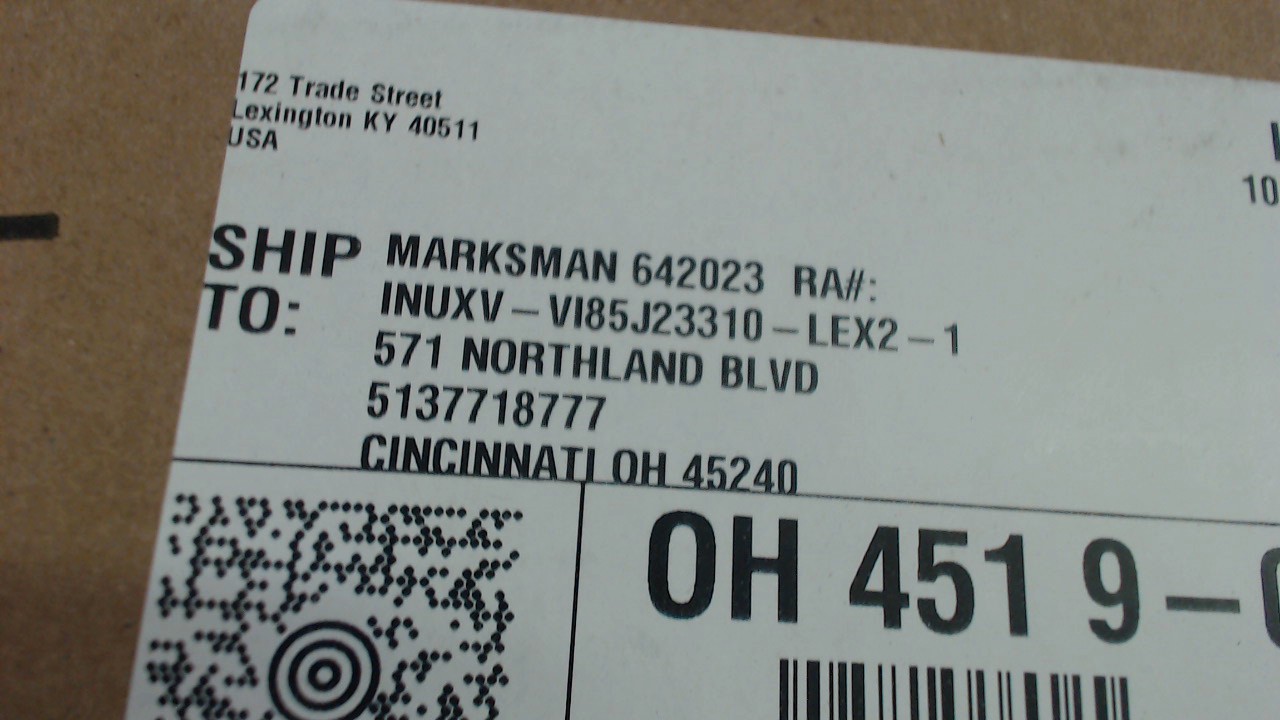 172 Trade Street
Lexington KY 40511
USA
10
SHIP TO:
MARKSMAN 642023 RA#:
INUXV – VI85J23310 – LEX2 – 1
571 NORTHLAND BLVD
5137718777
CINCINNATI OH 45240
OH 451 9 –